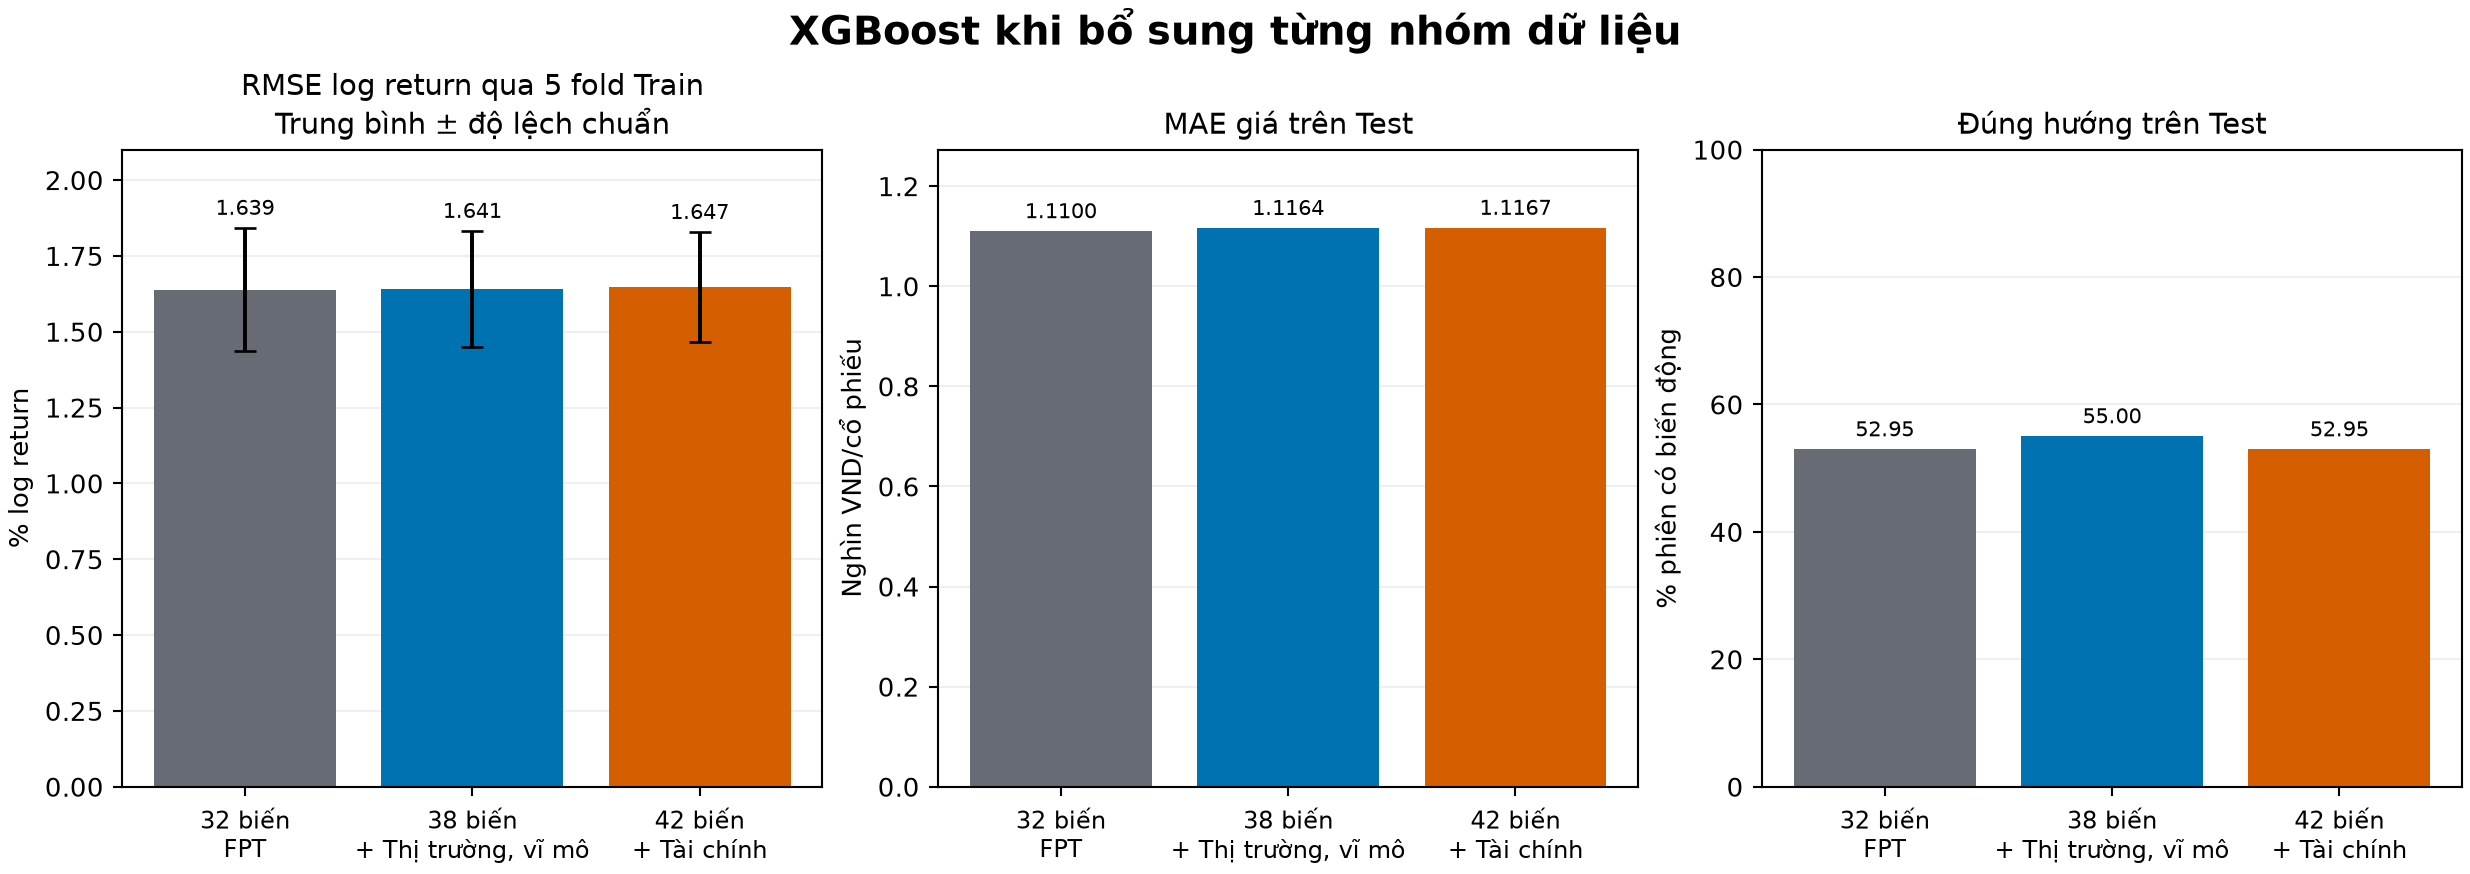 XGBoost khi bổ sung từng nhóm dữ liệu
RMSE log return qua 5 fold Train
Trung bình ± độ lệch chuẩn
% log return
2.00
1.75
1.50
1.25
1.00
0.75
0.50
0.25
0.00
1.639
1.641
1.647
32 biến
FPT
38 biến
+ Thị trường, vĩ mô
42 biến
+ Tài chính
MAE giá trên Test
Nghìn VND/cổ phiếu
1.2
1.0
0.8
0.6
0.4
0.2
0.0
1.1100
1.1164
1.1167
32 biến
FPT
38 biến
+ Thị trường, vĩ mô
42 biến
+ Tài chính
Đúng hướng trên Test
% phiên có biến động
100
80
60
40
20
0
52.95
55.00
52.95
32 biến
FPT
38 biến
+ Thị trường, vĩ mô
42 biến
+ Tài chính